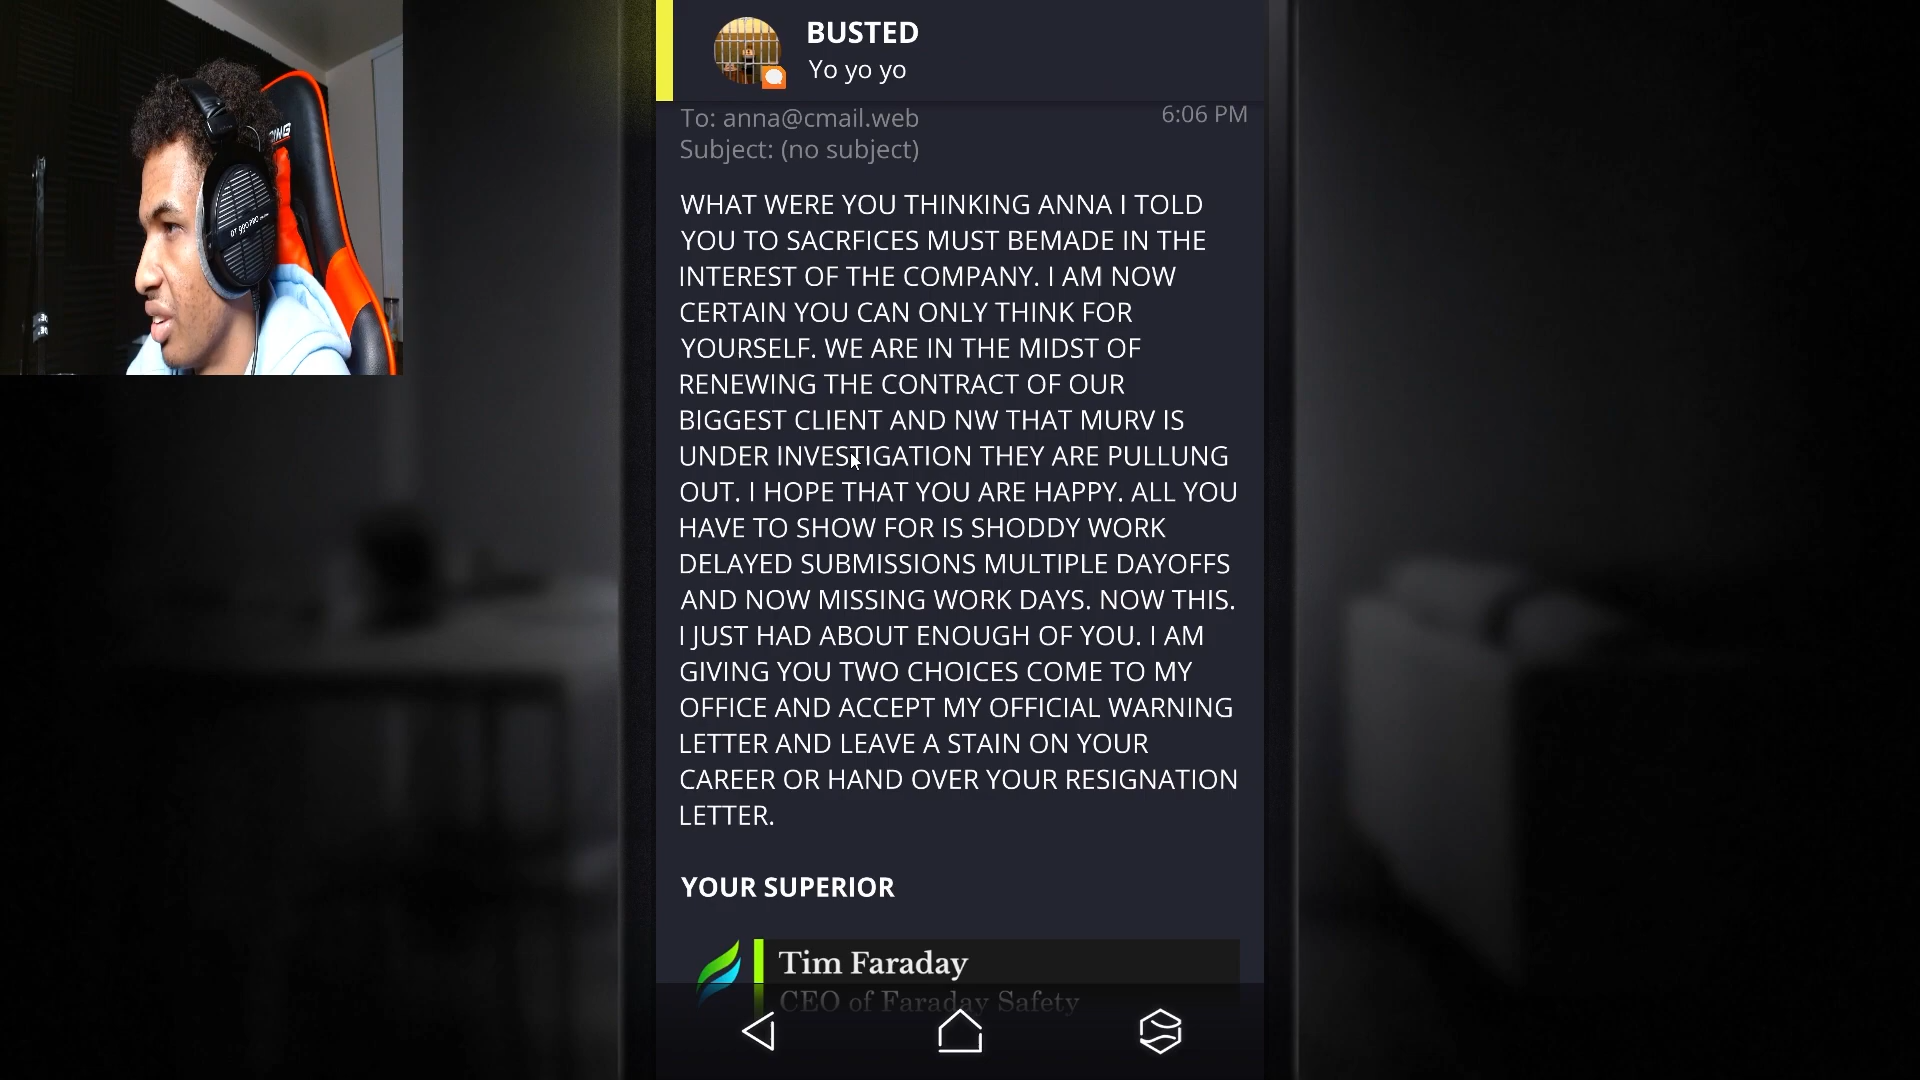 BUSTED
Yo yo yo
To: anna@cmail.web
6:06 PM
Subject: (no subject)
WHAT WERE YOU THINKING ANNA I TOLD
YOU TO SACRFICES MUST BEMADE IN THE
INTEREST OF THE COMPANY. I AM NOW
CERTAIN YOU CAN ONLY THINK FOR
YOURSELF. WE ARE IN THE MIDST OF
RENEWING THE CONTRACT OF OUR
BIGGEST CLIENT AND NW THAT MURV IS
UNDER INVESTIGATION THEY ARE PULLUNG
OUT. I HOPE THAT YOU ARE HAPPY. ALL YOU
HAVE TO SHOW FOR IS SHODDY WORK
DELAYED SUBMISSIONS MULTIPLE DAYOFFS
AND NOW MISSING WORK DAYS. NOW THIS.
I JUST HAD ABOUT ENOUGH OF YOU. I AM
GIVING YOU TWO CHOICES COME TO MY
OFFICE AND ACCEPT MY OFFICIAL WARNING
LETTER AND LEAVE A STAIN ON YOUR
CAREER OR HAND OVER YOUR RESIGNATION
LETTER.
YOUR SUPERIOR
Tim Faraday
CEO of Faraday Safety
DT 900 PRO